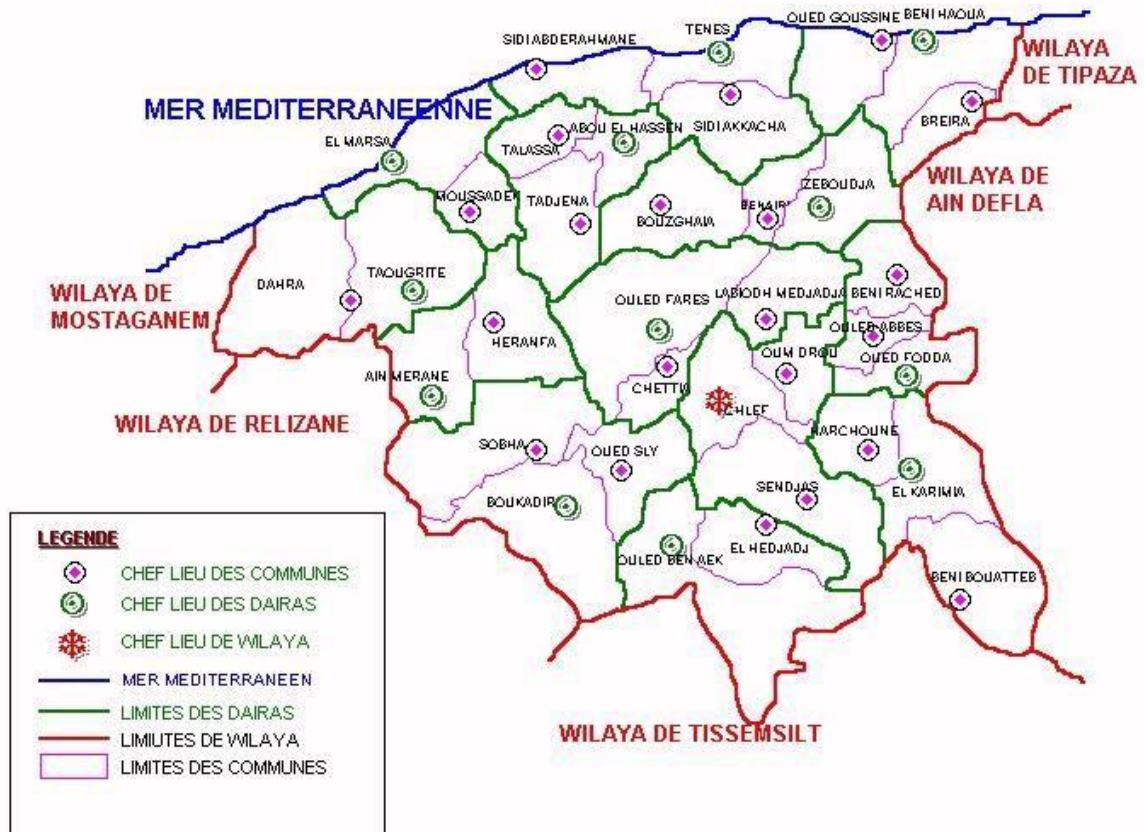 OUED GOUSSINE
BENI HAOUA
SIDI ABDERAHMANE
TENES
WILAYA
DE TIPAZA
MER MEDITERRANEENNE
BREIRA
SIDI AKKACHA
ABOU EL HASSEN
TALASSA
EL MARSA
WILAYA DE
AIN DEFLA
ZEBOUDJA
MOUSSADEK
TADJENA
BOUZGHAIA
BENAIRI
DAHRA
TAOUGRITE
WILAYA DE
MOSTAGANEM
OULED FARES
LABIODH MEDJADJA
BENI RACHED
OULED ABBES
HERANFA
OUM DROU
OUED FODDA
AIN MERANE
CHETTIA
CHLEF
WILAYA DE RELIZANE
HARCHOUNE
SOBHA
OUED SLY
EL KARIMIA
SENDJAS
BOUKADIR
EL HEDJADJ
OULED BEN AEK
BENI BOUATTEB
WILAYA DE TISSEMSILT
LEGENDE
CHEF LIEU DES COMMUNES
CHEF LIEU DES DAIRAS
CHEF LIEU DE WILAYA
MER MEDITERRANEEN
LIMITES DES DAIRAS
LIMIUTES DE WILAYA
LIMITES DES COMMUNES